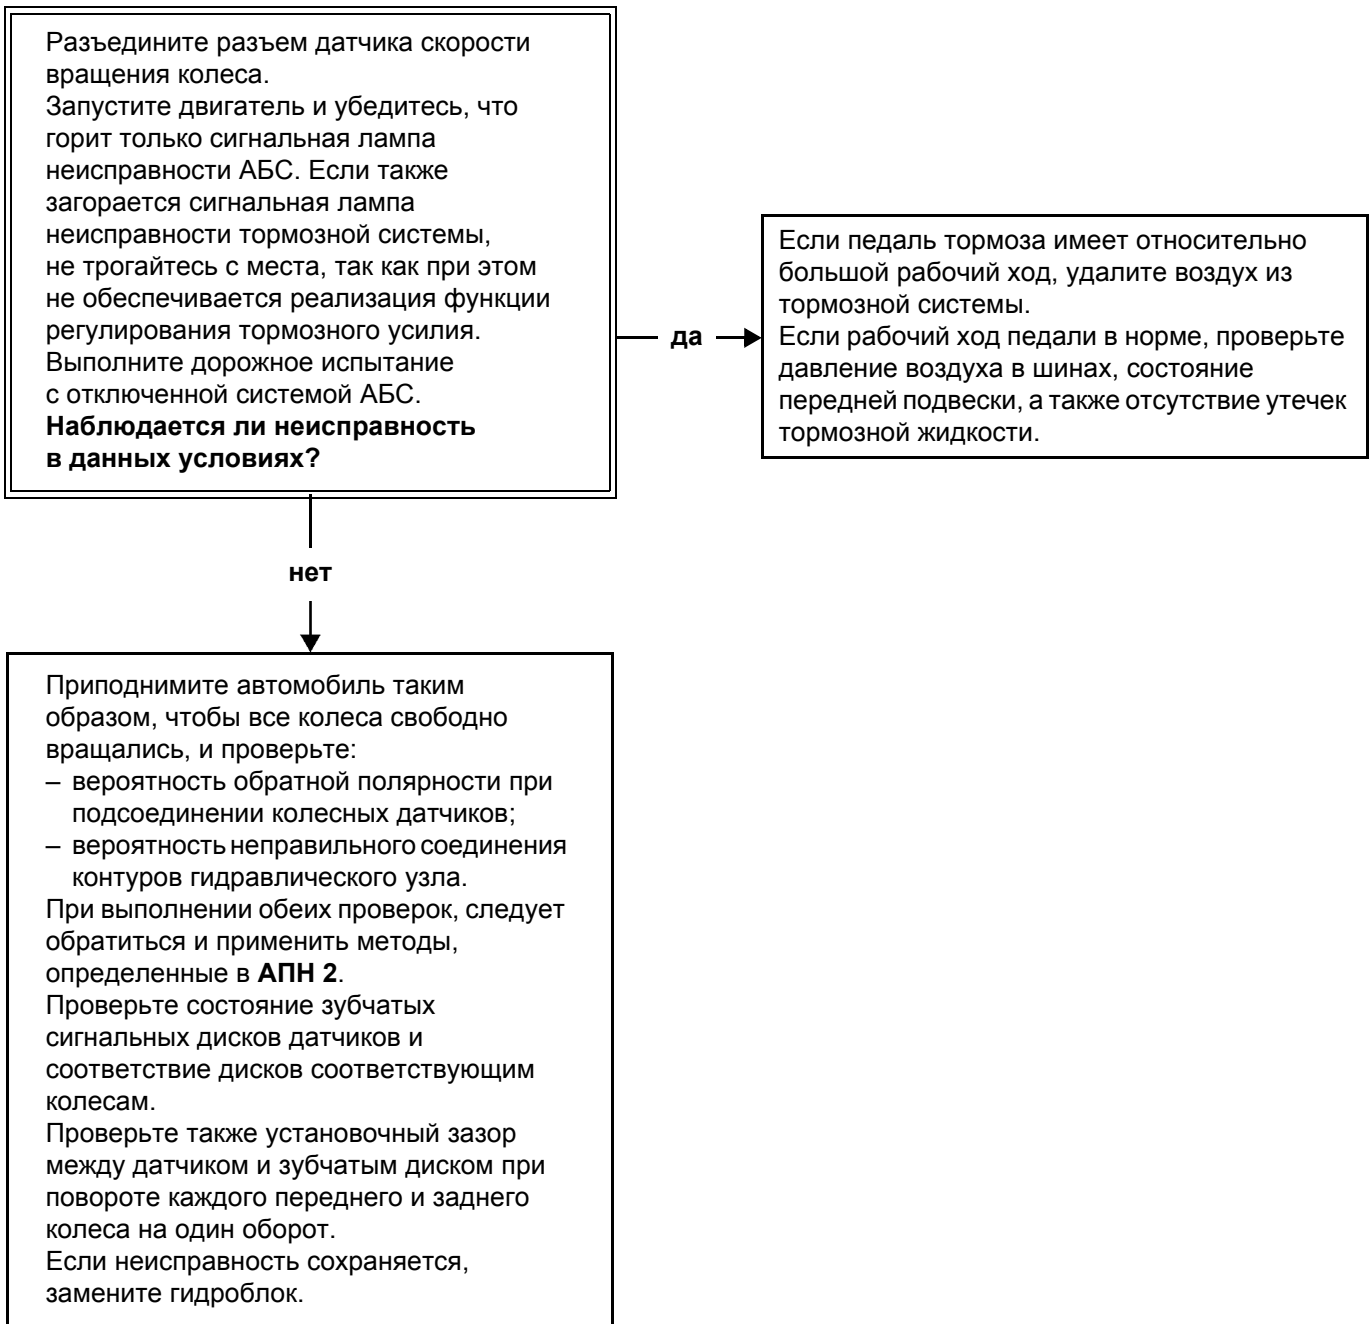 Разъедините разъем датчика скорости
вращения колеса.
Запустите двигатель и убедитесь, что
горит только сигнальная лампа
неисправности АБС. Если также
загорается сигнальная лампа
неисправности тормозной системы,
не трогайтесь с места, так как при этом
не обеспечивается реализация функции
регулирования тормозного усилия.
Выполните дорожное испытание
с отключенной системой АБС.
Наблюдается ли неисправность
в данных условиях?
да
Если педаль тормоза имеет относительно
большой рабочий ход, удалите воздух из
тормозной системы.
Если рабочий ход педали в норме, проверьте
давление воздуха в шинах, состояние
передней подвески, а также отсутствие утечек
тормозной жидкости.
нет
Приподнимите автомобиль таким
образом, чтобы все колеса свободно
вращались, и проверьте:
– вероятность обратной полярности при
подсоединении колесных датчиков;
– вероятность неправильного соединения
контуров гидравлического узла.
При выполнении обеих проверок, следует
обратиться и применить методы,
определенные в АПН 2.
Проверьте состояние зубчатых
сигнальных дисков датчиков и
соответствие дисков соответствующим
колесам.
Проверьте также установочный зазор
между датчиком и зубчатым диском при
повороте каждого переднего и заднего
колеса на один оборот.
Если неисправность сохраняется,
замените гидроблок.